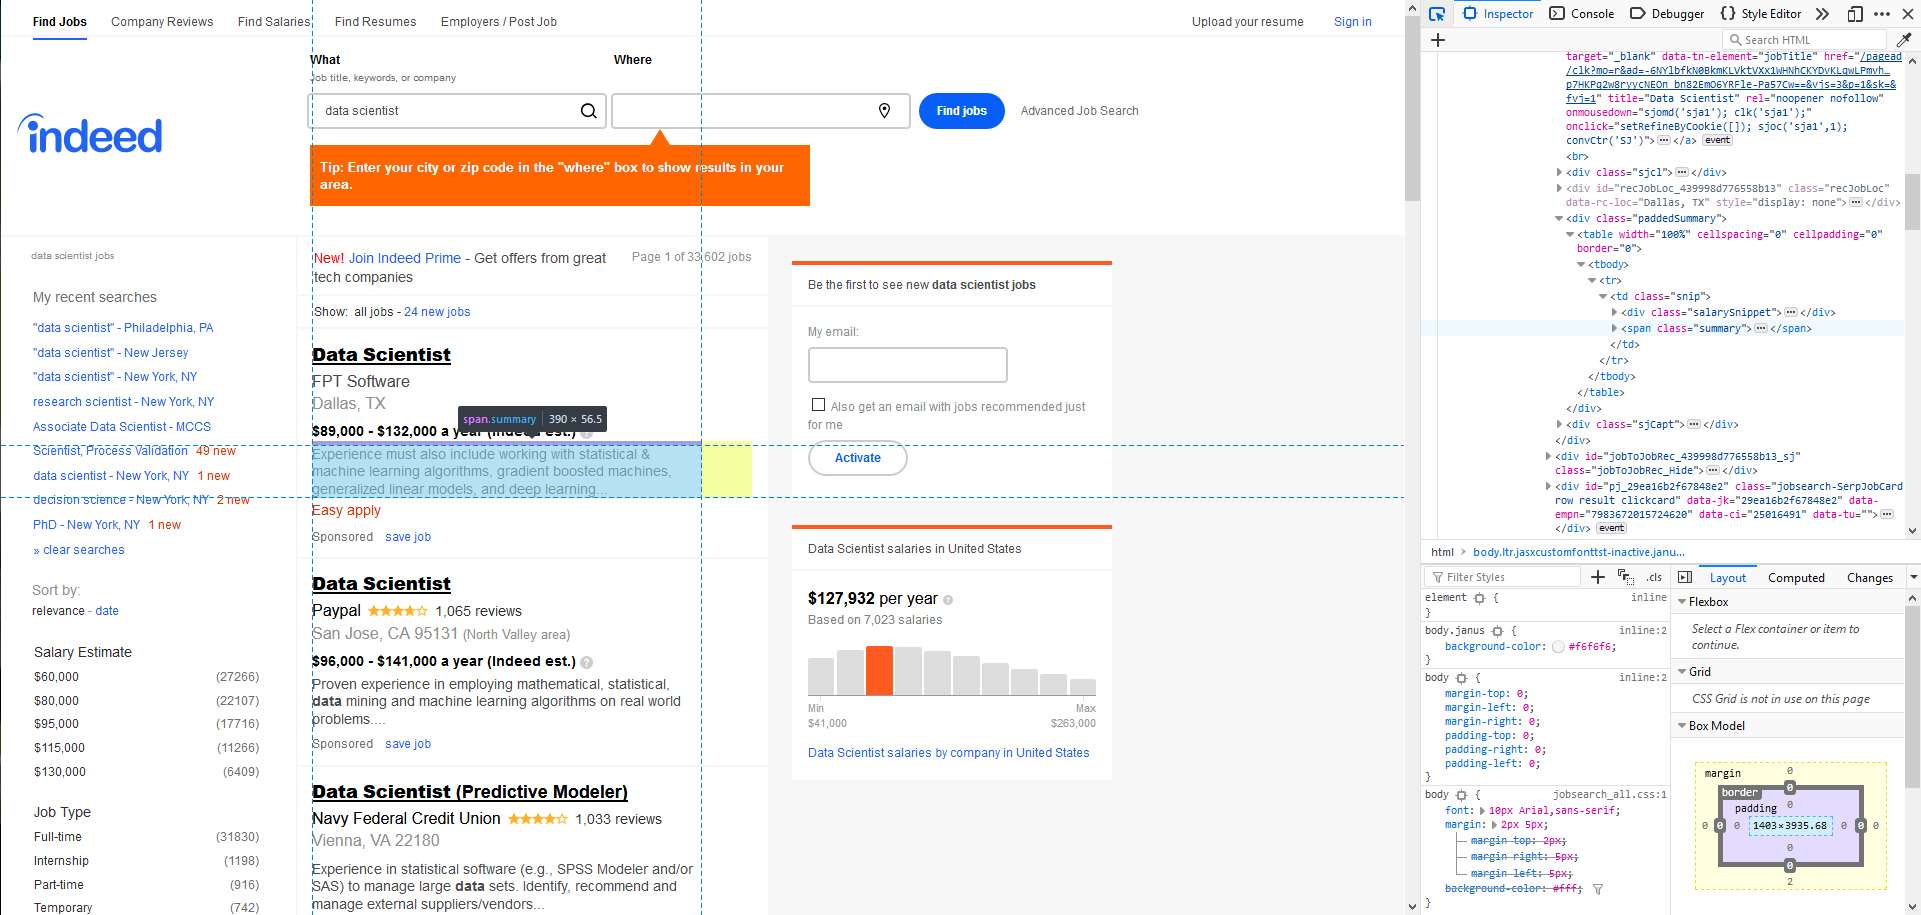 Find Jobs Company Reviews Find Salaries Find Resumes Employers / Post Job Upload your resume Sign in
What
Job title, keywords, or company
Where
indeed
data scientist
Find jobs Advanced Job Search
Tip: Enter your city or zip code in the "where" box to show results in your
area.
data scientist jobs
My recent searches
"data scientist" - Philadelphia, PA
"data scientist" - New Jersey
"data scientist" - New York, NY
research scientist - New York, NY
Associate Data Scientist - MCCS
Scientist, Process Validation 49 new
data scientist - New York, NY 1 new
decision science - New York, NY 2 new
PhD - New York, NY 1 new
» clear searches
Sort by:
relevance - date
Salary Estimate
$60,000 (27266)
$80,000 (22107)
$95,000 (17716)
$115,000 (11266)
$130,000 (6409)
Job Type
Full-time (31830)
Internship (1198)
Part-time (916)
Temporary (742)
New! Join Indeed Prime - Get offers from great
tech companies
Page 1 of 33,602 jobs
Show: all jobs - 24 new jobs
Data Scientist
FPT Software
Dallas, TX
span.summary 390 × 56.5
$89,000 - $132,000 a year (Indeed est.)
Experience must also include working with statistical &
machine learning algorithms, gradient boosted machines,
generalized linear models, and deep learning...
Easy apply
Sponsored save job
Data Scientist
Paypal 1,065 reviews
San Jose, CA 95131 (North Valley area)
$96,000 - $141,000 a year (Indeed est.)
Proven experience in employing mathematical, statistical,
data mining and machine learning algorithms on real world
problems....
Sponsored save job
Data Scientist (Predictive Modeler)
Navy Federal Credit Union 1,033 reviews
Vienna, VA 22180
Experience in statistical software (e.g., SPSS Modeler and/or
SAS) to manage large data sets. Identify, recommend and
manage external suppliers/vendors...
Be the first to see new data scientist jobs
My email:
Also get an email with jobs recommended just
for me
Activate
Data Scientist salaries in United States
$127,932 per year
Based on 7,023 salaries
Min Max
$41,000 $263,000
Data Scientist salaries by company in United States
Inspector Console Debugger Style Editor
Search HTML
target="_blank" data-tn-element="jobTitle" href="/pagead
/clk?mo=r&ad=-6NYlbfkN0BkmKLVktVXx1WHNhCKYDvKLqwLPmvh…
p7HKPq2w8ryycNEOn_bn82EmO6YRFle-Pa57Cw==&vjs=3&p=1&sk=&
fvj=1" title="Data Scientist" rel="noopener nofollow"
onmousedown="sjomd('sja1'); clk('sja1');"
onclick="setRefineByCookie([]); sjoc('sja1',1);
convCtr('SJ')"> </a> event
<br>
<div class="sjcl"> </div>
<div id="recJobLoc_439998d776558b13" class="recJobLoc"
data-rc-loc="Dallas, TX" style="display: none"> </div>
<div class="paddedSummary">
<table width="100%" cellspacing="0" cellpadding="0"
border="0">
<tbody>
<tr>
<td class="snip">
<div class="salarySnippet"> </div>
<span class="summary"> </span>
</td>
</tr>
</tbody>
</table>
</div>
<div class="sjCapt"> </div>
</div>
<div id="jobToJobRec_439998d776558b13_sj"
class="jobToJobRec_Hide"> </div>
<div id="pj_29ea16b2f67848e2" class="jobsearch-SerpJobCard
row result clickcard" data-jk="29ea16b2f67848e2" data-
empn="7983672015724620" data-ci="25016491" data-tu="">
</div> event
html body.ltr.jasxcustomfonttst-inactive.janu...
Filter Styles .cls
element { inline
}
body.janus { inline:2
background-color: #f6f6f6;
}
body { inline:2
margin-top: 0;
margin-left: 0;
margin-right: 0;
padding-top: 0;
padding-right: 0;
padding-left: 0;
}
body { jobsearch_all.css:1
font: 10px Arial,sans-serif;
margin: 2px 5px;
margin-top: 2px;
margin-right: 5px;
margin-left: 5px;
background-color: #fff;
}
Layout Computed Changes
Flexbox
Select a Flex container or item to
continue.
Grid
CSS Grid is not in use on this page
Box Model
margin 0
border 0
padding 0
0 0 0 1403×3935.68 0 0 0
0
0
2